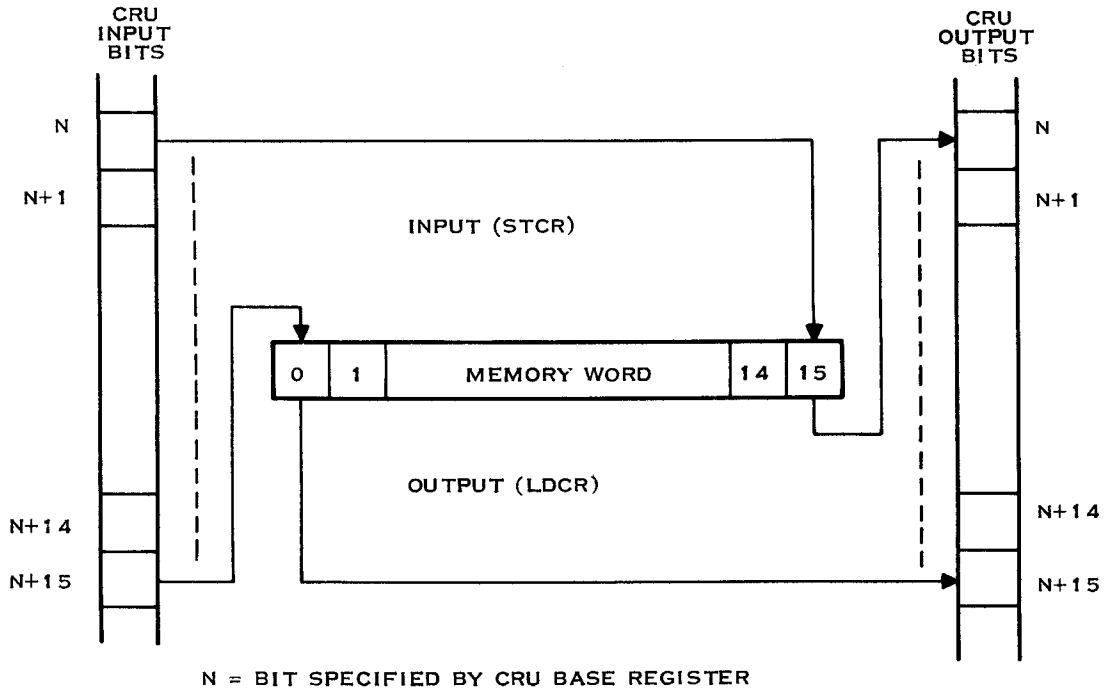 CRU
INPUT
BITS
CRU
OUTPUT
BITS
N
N
N+1
N+1
INPUT (STCR)
0 1 MEMORY WORD 14 15
OUTPUT (LDCR)
N+14
N+14
N+15
N+15
N = BIT SPECIFIED BY CRU BASE REGISTER